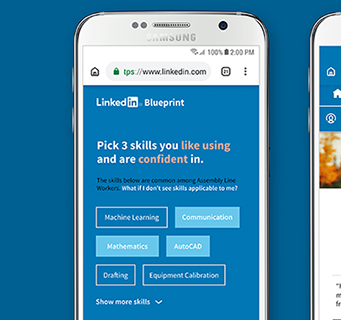 SAMSUNG
100% 2:00 PM
tps://www.linkedin.com
21
Linkedin Blueprint
Pick 3 skills you like using
and are confident in.
The skills below are common among Assembly Line
Workers. What if I don't see skills applicable to me?
Machine Learning
Communication
Mathematics
AutoCAD
Drafting
Equipment Calibration
Show more skills